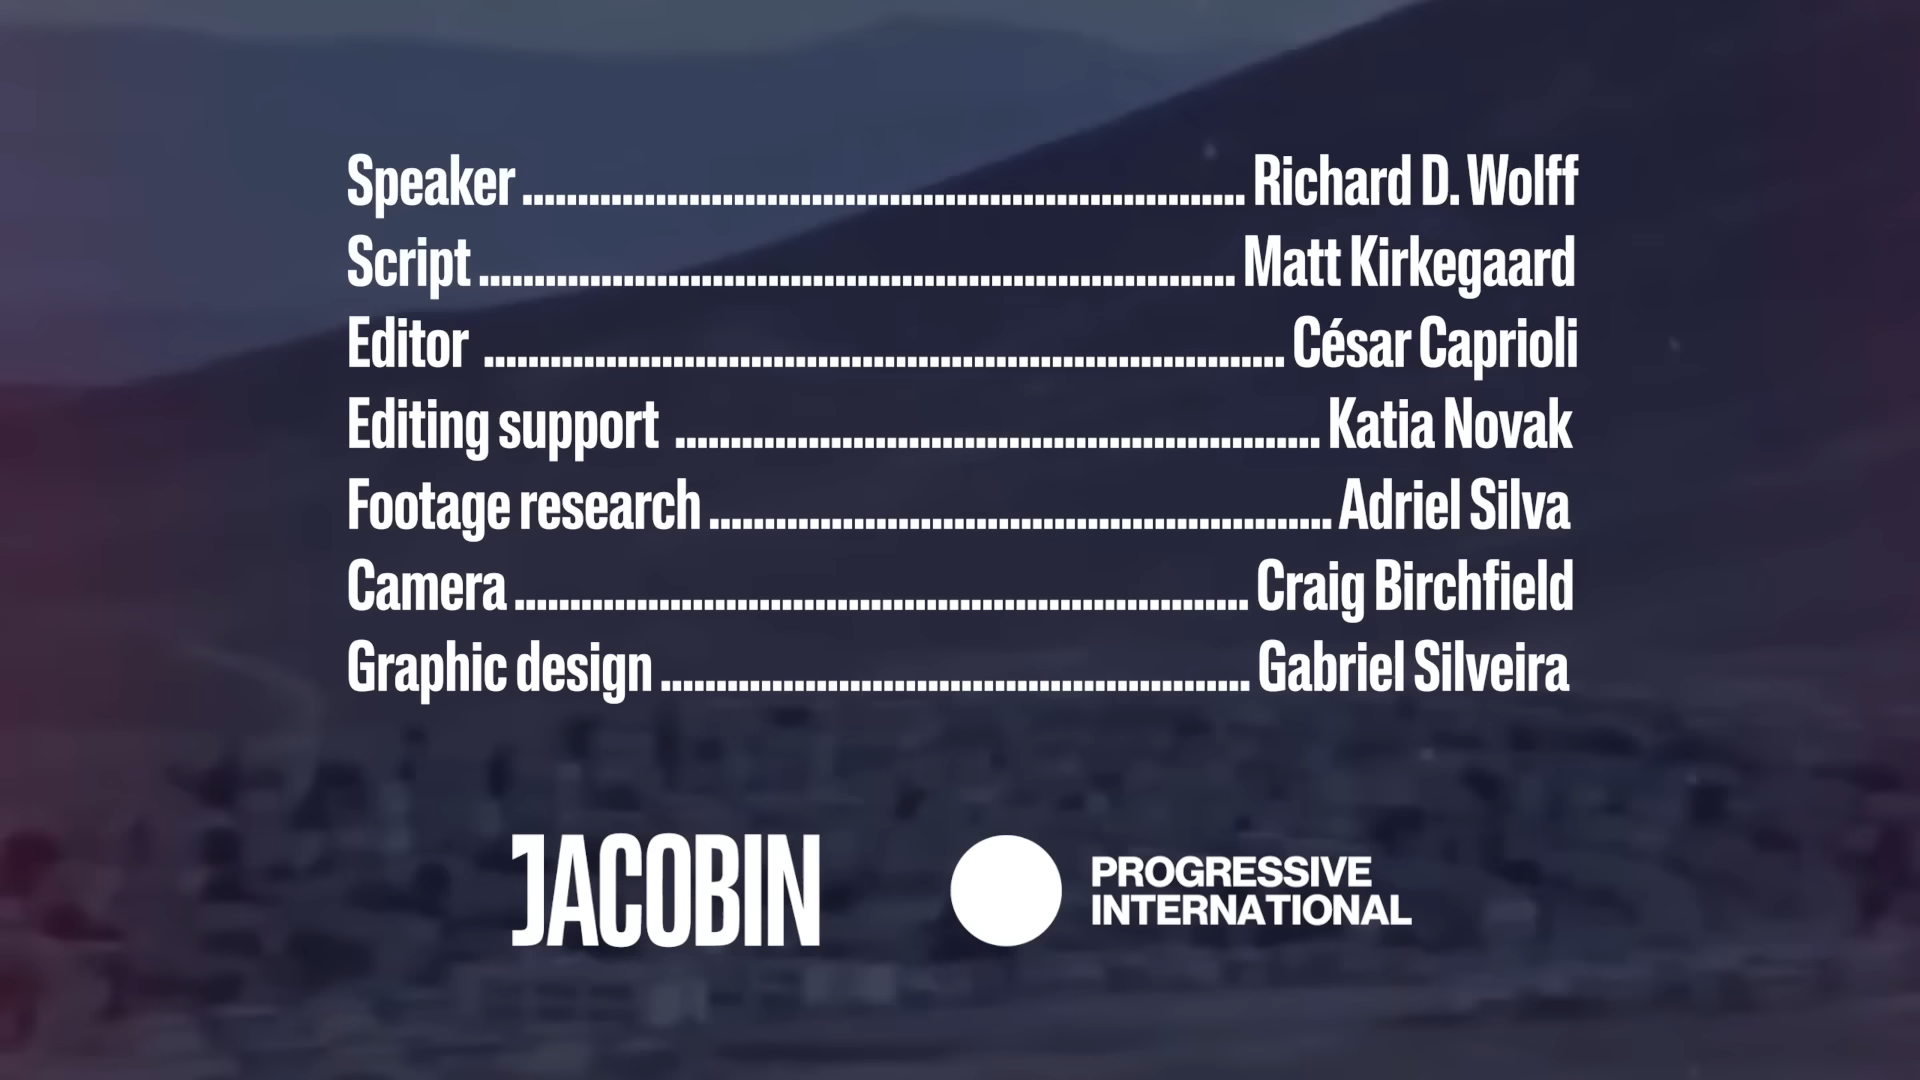 Speaker ........................................ Richard D. Wolff
Script ........................................ Matt Kirkegaard
Editor ........................................ César Caprioli
Editing support ........................................ Katia Novak
Footage research ........................................ Adriel Silva
Camera ........................................ Craig Birchfield
Graphic design ........................................ Gabriel Silveira
JACOBIN
PROGRESSIVE
INTERNATIONAL